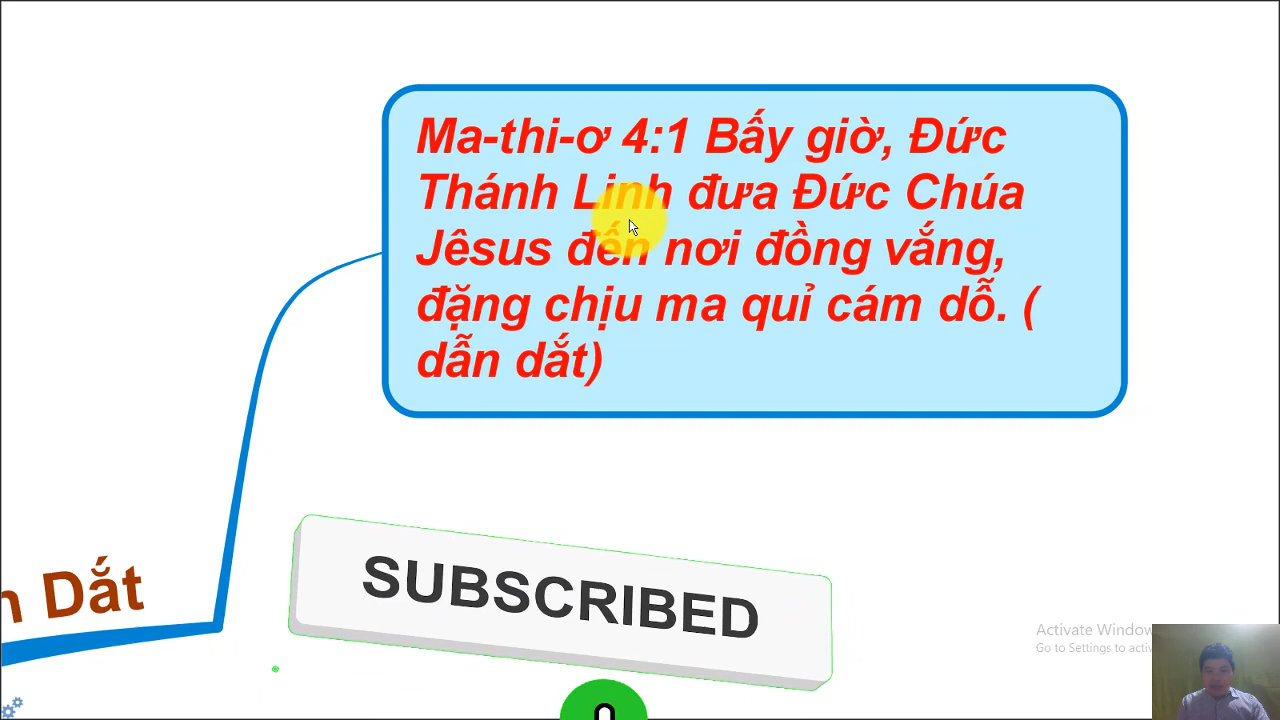 Ma-thi-ơ 4:1 Bấy giờ, Đức
Thánh Linh đưa Đức Chúa
Jêsus đến nơi đồng vắng,
đặng chịu ma quỉ cám dỗ. (
dẫn dắt)
n Dắt
SUBSCRIBED
Activate Window
Go to Settings to activ